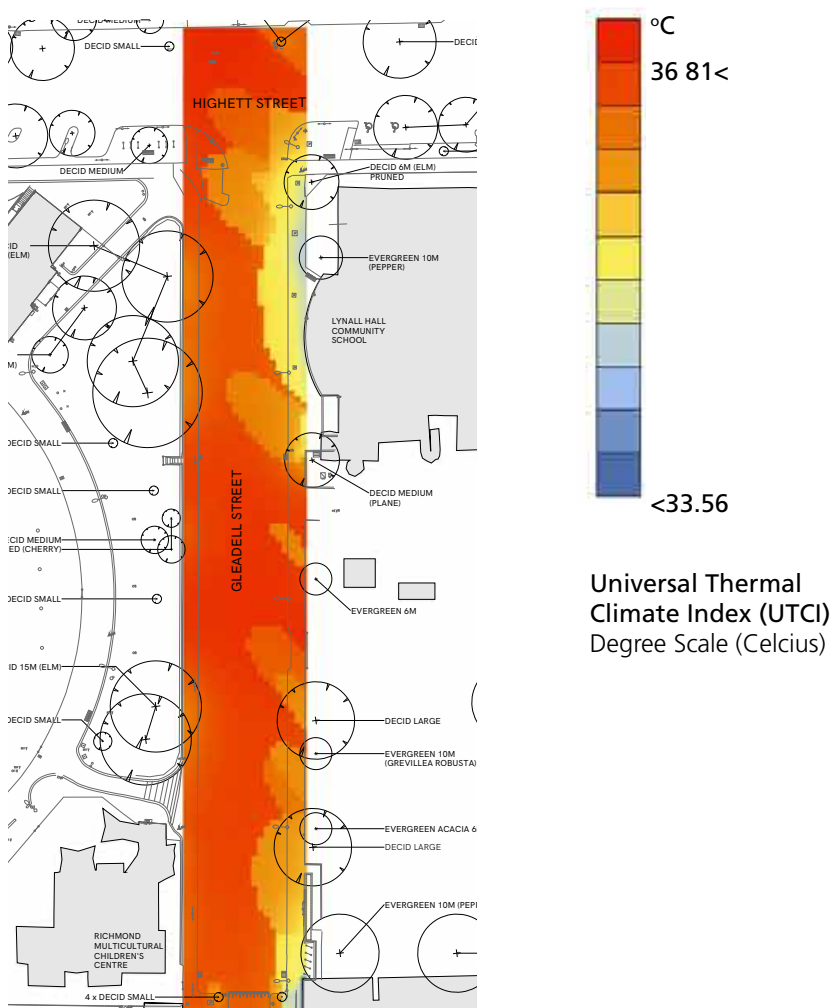 DECID MEDIUM
DECID SMALL
DECID
HIGHETT STREET
DECID MEDIUM
DECID 6M (ELM)
PRUNED
CID
(ELM)
EVERGREEN 10M
(PEPPER)
LYNALL HALL
COMMUNITY
SCHOOL
M)
DECID SMALL
DECID SMALL
GLEADELL STREET
DECID MEDIUM
(PLANE)
ECID MEDIUM
ED (CHERRY)
DECID SMALL
EVERGREEN 6M
ID 15M (ELM)
DECID SMALL
DECID LARGE
EVERGREEN 10M
(GREVILLEA ROBUSTA)
EVERGREEN ACACIA 6
DECID LARGE
EVERGREEN 10M (PEPI
RICHMOND
MULTICULTURAL
CHILDREN'S
CENTRE
4 x DECID SMALL
°C
36 81<
<33.56
Universal Thermal
Climate Index (UTCI)
Degree Scale (Celcius)